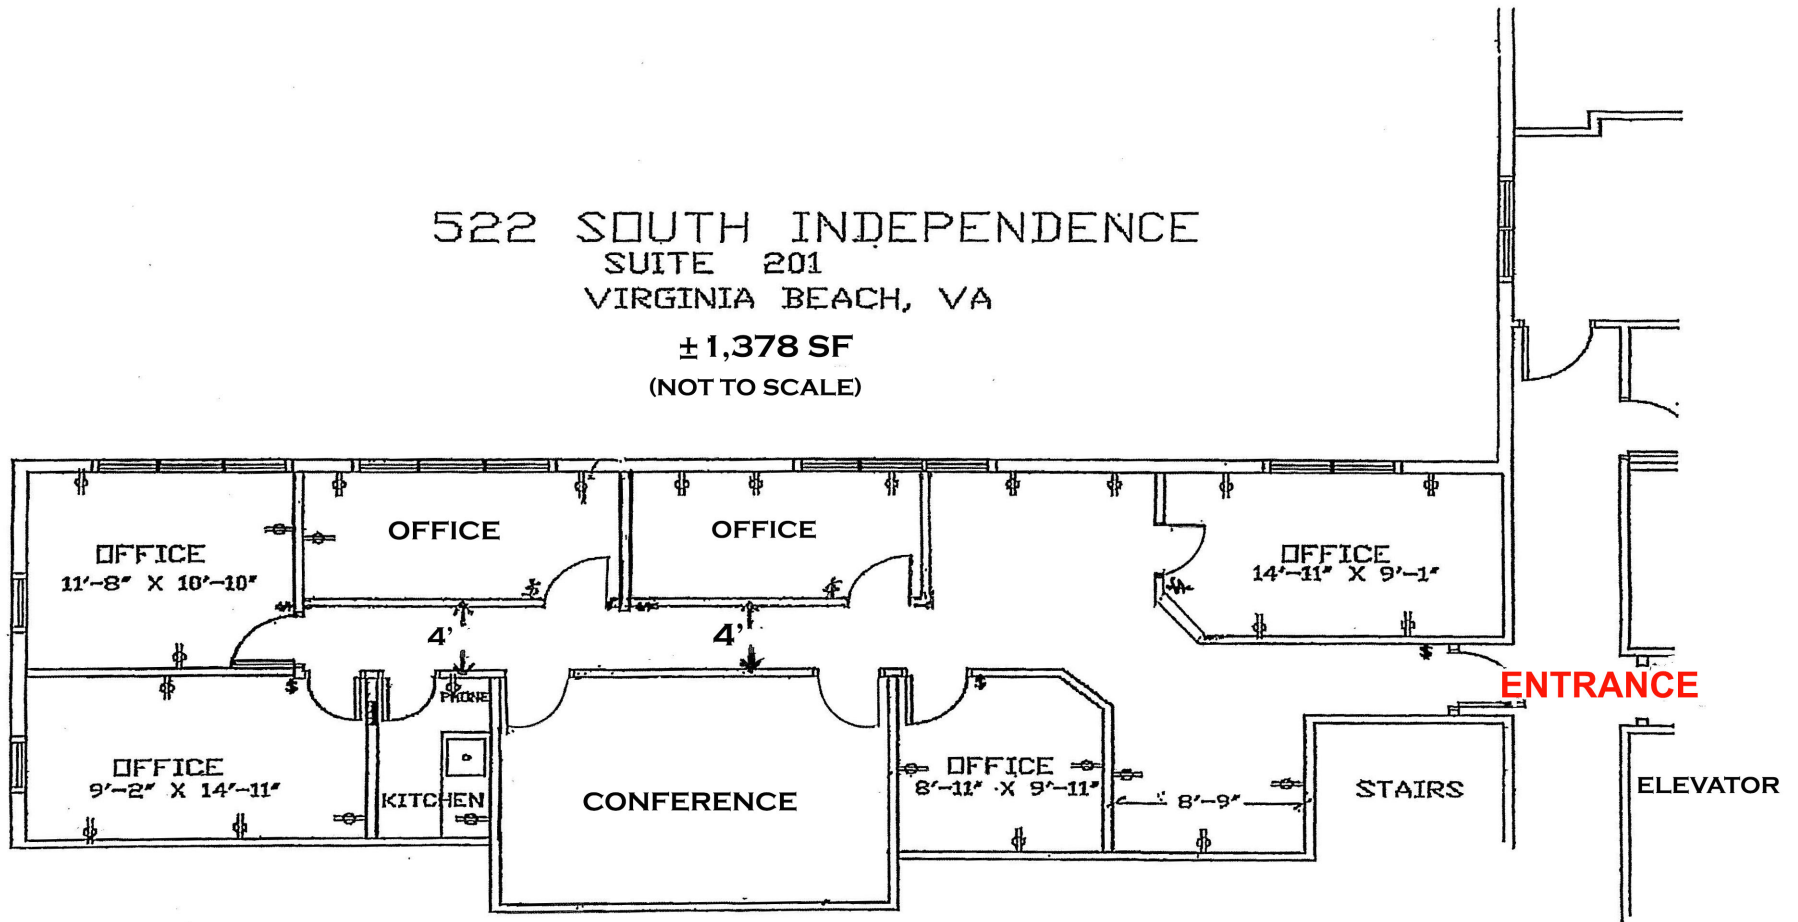 522 SOUTH INDEPENDENCE
SUITE 201
VIRGINIA BEACH, VA
±1,378 SF
(NOT TO SCALE)
OFFICE
11'-8" X 10'-10"
OFFICE
OFFICE
OFFICE
14'-11" X 9'-1"
4'
4'
ENTRANCE
PHONE
OFFICE
9'-2" X 14'-11"
KITCHEN
CONFERENCE
OFFICE
8'-11" X 9'-11"
8'-9"
STAIRS
ELEVATOR